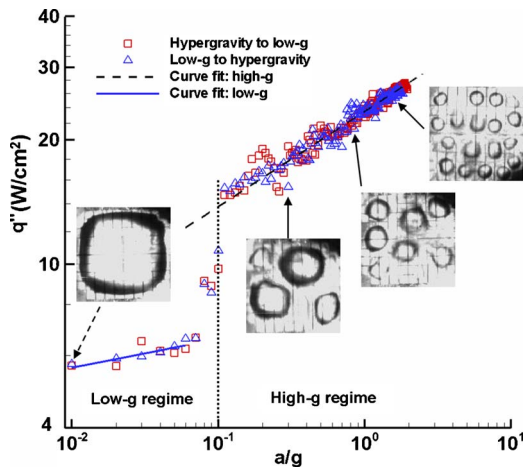 Hypergravity to low-g
Low-g to hypergravity
Curve fit: high-g
Curve fit: low-g
40
30
20
10
4
q" (W/cm²)
Low-g regime
High-g regime
10⁻²
10⁻¹
10⁰
10¹
a/g